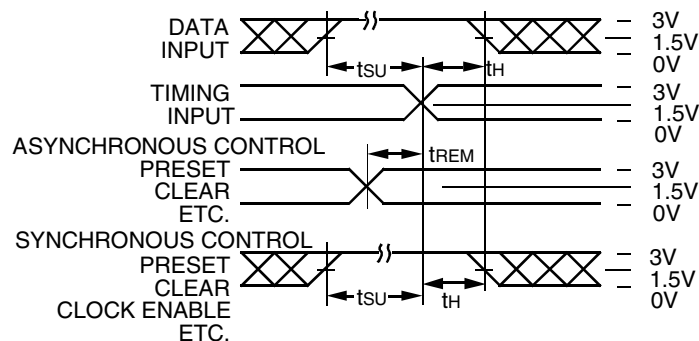 DATA
INPUT
tSU
tH
3V
1.5V
0V
TIMING
INPUT
3V
1.5V
0V
ASYNCHRONOUS CONTROL
PRESET
CLEAR
ETC.
tREM
3V
1.5V
0V
SYNCHRONOUS CONTROL
PRESET
CLEAR
CLOCK ENABLE
ETC.
tSU
tH
3V
1.5V
0V